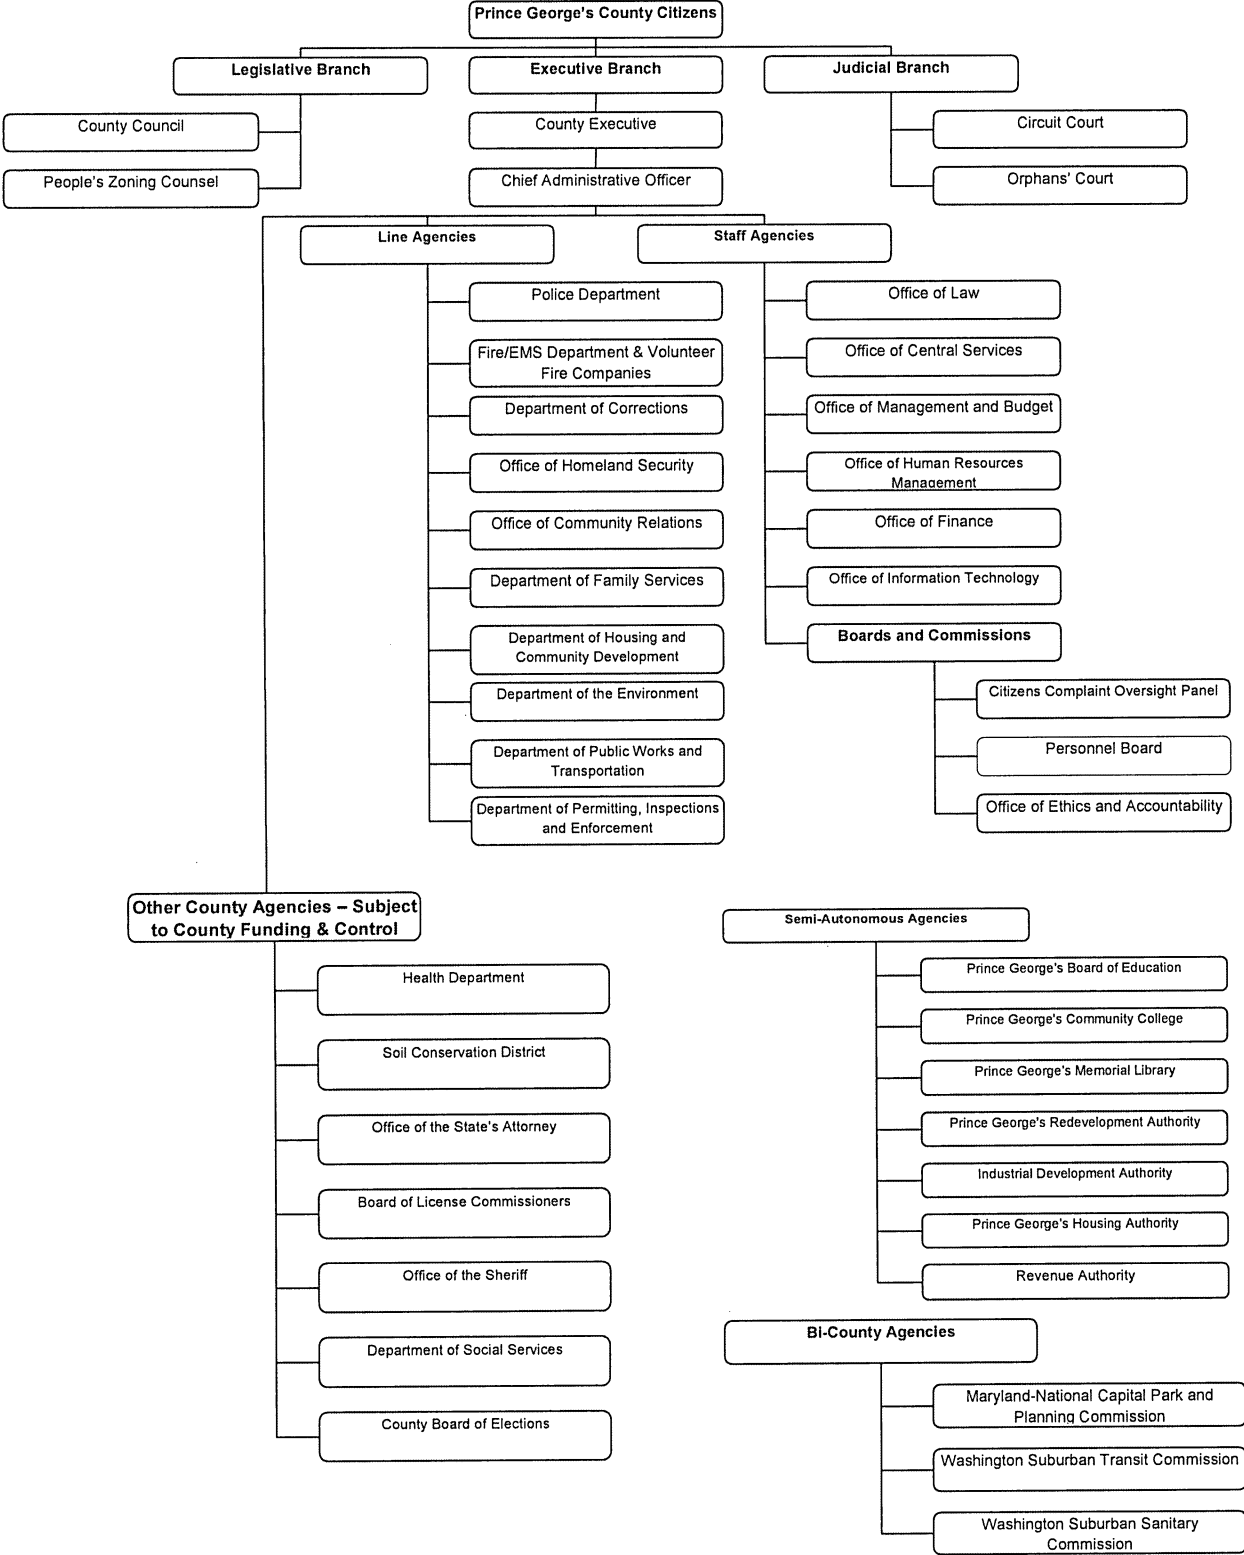 Prince George's County Citizens
Legislative Branch
Executive Branch
Judicial Branch
County Council
People's Zoning Counsel
County Executive
Chief Administrative Officer
Circuit Court
Orphans' Court
Line Agencies
Police Department
Fire/EMS Department & Volunteer
Fire Companies
Department of Corrections
Office of Homeland Security
Office of Community Relations
Department of Family Services
Department of Housing and
Community Development
Department of the Environment
Department of Public Works and
Transportation
Department of Permitting, Inspections
and Enforcement
Staff Agencies
Office of Law
Office of Central Services
Office of Management and Budget
Office of Human Resources
Management
Office of Finance
Office of Information Technology
Boards and Commissions
Citizens Complaint Oversight Panel
Personnel Board
Office of Ethics and Accountability
Other County Agencies – Subject
to County Funding & Control
Health Department
Soil Conservation District
Office of the State's Attorney
Board of License Commissioners
Office of the Sheriff
Department of Social Services
County Board of Elections
Semi-Autonomous Agencies
Prince George's Board of Education
Prince George's Community College
Prince George's Memorial Library
Prince George's Redevelopment Authority
Industrial Development Authority
Prince George's Housing Authority
Revenue Authority
BI-County Agencies
Maryland-National Capital Park and
Planning Commission
Washington Suburban Transit Commission
Washington Suburban Sanitary
Commission